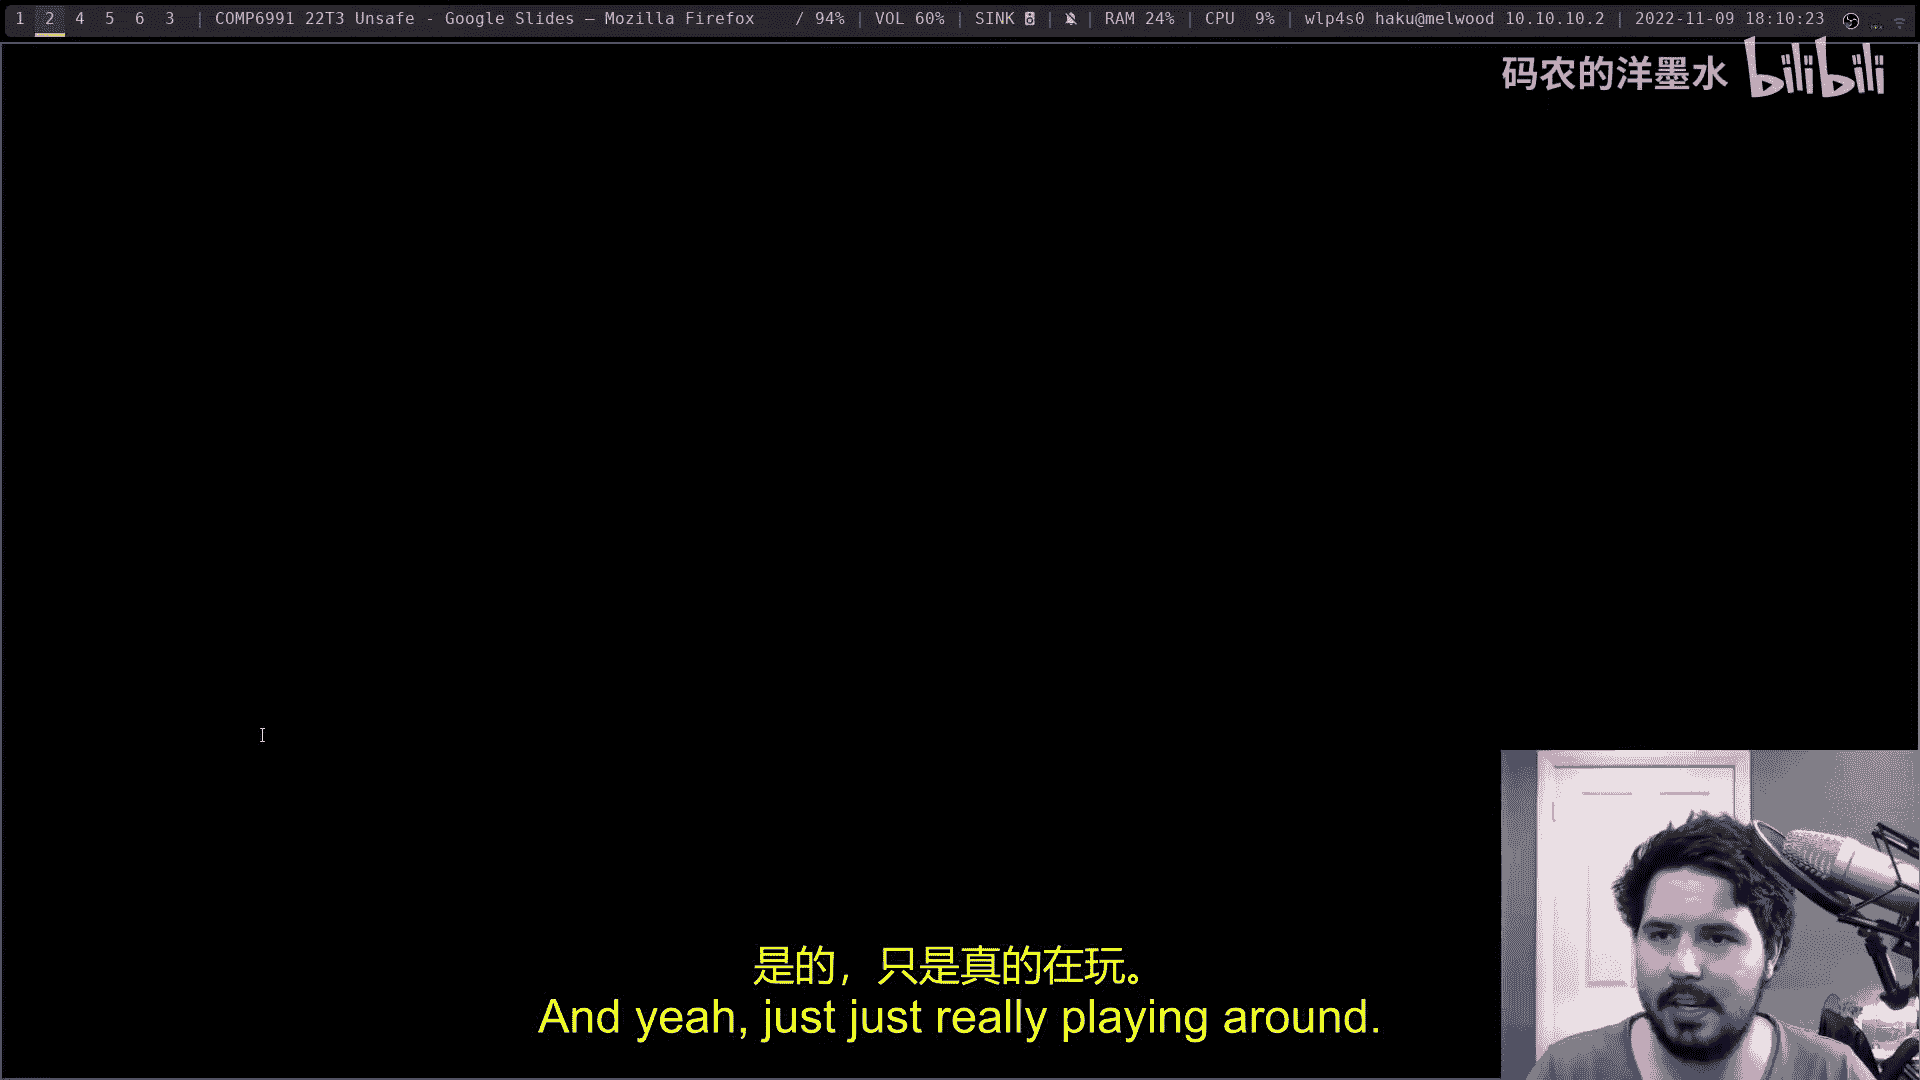 1 2 4 5 6 3 | COMP6991 22T3 Unsafe - Google Slides — Mozilla Firefox / 94% | VOL 60% | SINK | | RAM 24% | CPU 9% | wlp4s0 haku@melwood 10.10.10.2 | 2022-11-09 18:10:23
码农的洋墨水 bilibili
是的，只是真的在玩。
And yeah, just just really playing around.